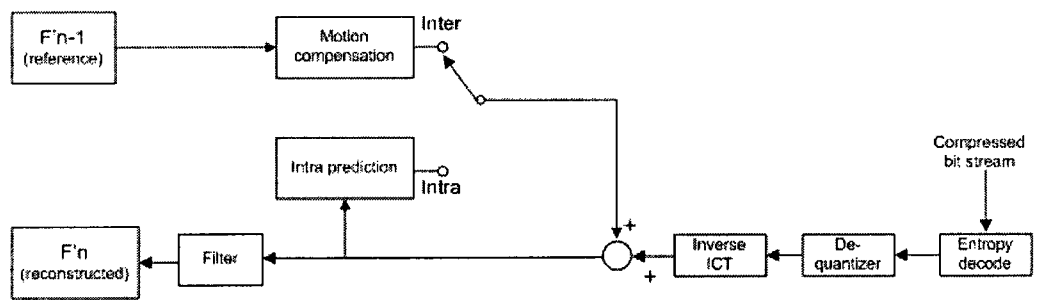 F'n-1
(reference)
Motion
compensation
Inter
Intra prediction
Intra
Compressed
bit stream
F'n
(reconstructed)
Filter
+
+
Inverse
ICT
De-
quantizer
Entropy
decode